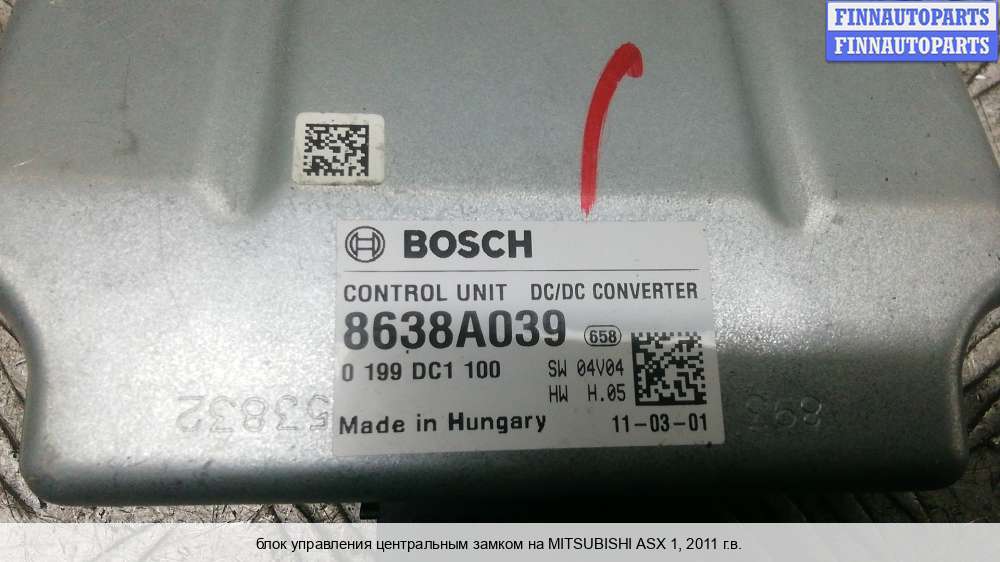 FINNAUTOPARTS
FINNAUTOPARTS
BOSCH
CONTROL UNIT DC/DC CONVERTER
8638A039 658
0 199 DC1 100 SW 04V04
HW H.05
Made in Hungary 11-03-01
блок управления центральным замком на MITSUBISHI ASX 1, 2011 г.в.